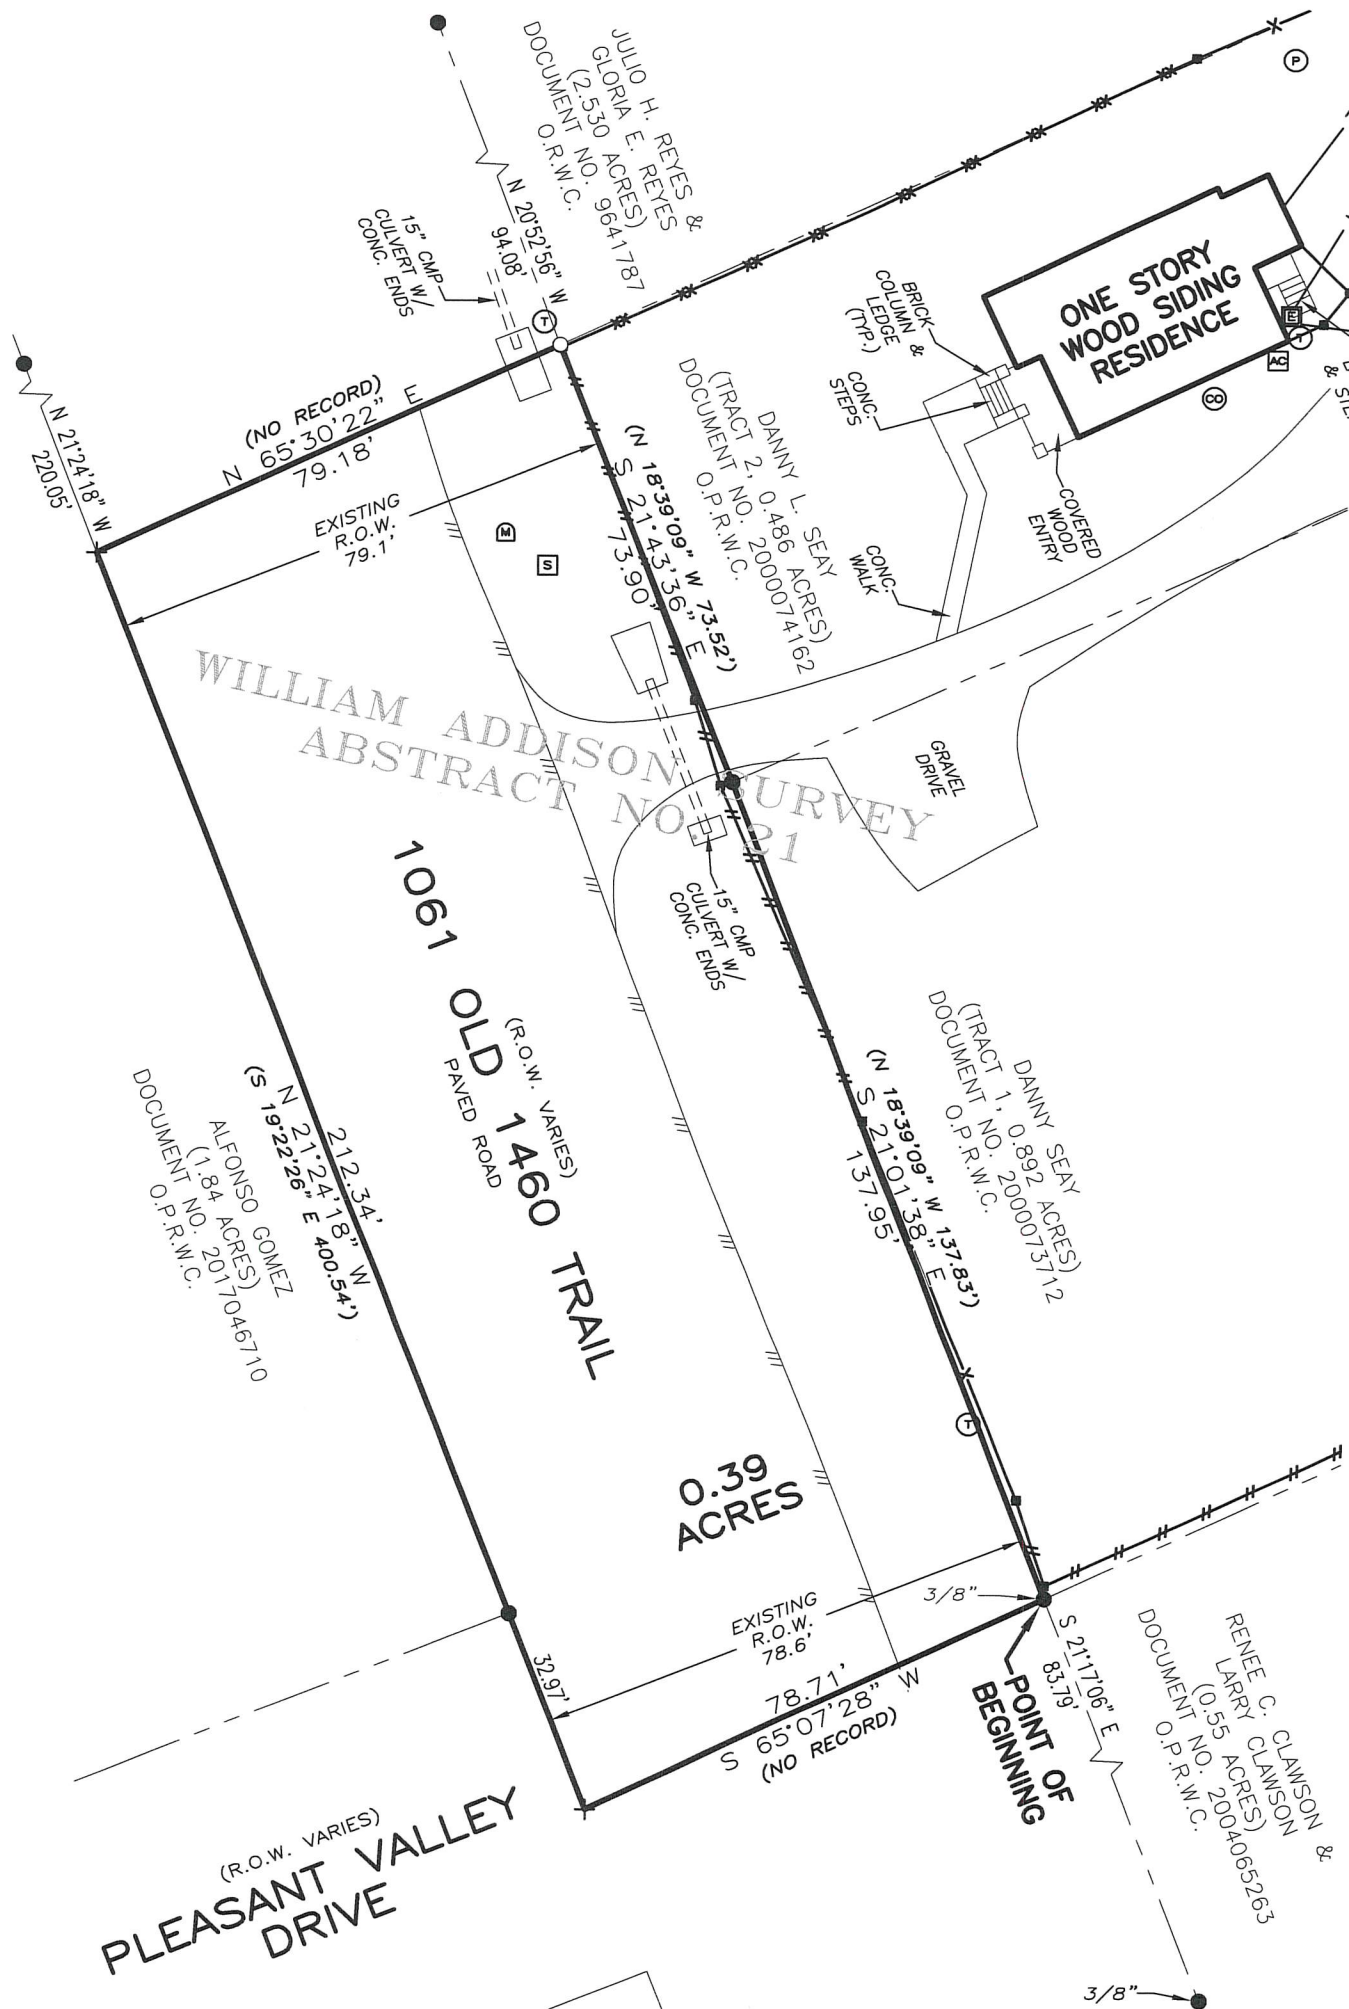 JULIO H. REYES &
GLORIA E. REYES
(2.530 ACRES)
DOCUMENT NO. 9641787
O.R.W.C.
N 20°52'56" W
94.08'
15" CMP
CULVERT W/
CONC. ENDS
T
P
ONE STORY
WOOD SIDING
RESIDENCE
E
T
AC
CO
BRICK
COLUMN &
LEDGE
(TYP.)
CONC.
STEPS
COVERED
WOOD
ENTRY
CONC.
WALK
N 21°24'18" W
220.05'
(NO RECORD)
N 65°30'22" E
79.18'
EXISTING
R.O.W.
79.1'
M
S
DANNY L. SEAY
(TRACT 2, 0.486 ACRES)
DOCUMENT NO. 2000074162
O.P.R.W.C.
(N 18°39'09" W 73.52')
S 21°43'36" E
73.90'
WILLIAM ADDISON SURVEY
ABSTRACT NO. 21
GRAVEL
DRIVE
15" CMP
CULVERT W/
CONC. ENDS
(R.O.W. VARIES)
1061 OLD 1460 TRAIL
PAVED ROAD
DANNY SEAY
(TRACT 1, 0.892 ACRES)
DOCUMENT NO. 2000073712
O.P.R.W.C.
(N 18°39'09" W 137.83')
S 21°01'38" E
137.95'
212.34'
N 21°24'18" W
(S 19°22'26" E 400.54')
ALFONSO GOMEZ
(1.84 ACRES)
DOCUMENT NO. 2017046710
O.P.R.W.C.
T
0.39
ACRES
EXISTING
R.O.W.
78.6'
3/8"
32.97'
78.71'
S 65°07'28" W
(NO RECORD)
POINT OF
BEGINNING
S 21°17'06" E
83.79'
RENEE C. CLAWSON &
LARRY CLAWSON
(0.55 ACRES)
DOCUMENT NO. 2004065263
O.P.R.W.C.
(R.O.W. VARIES)
PLEASANT VALLEY
DRIVE
3/8"